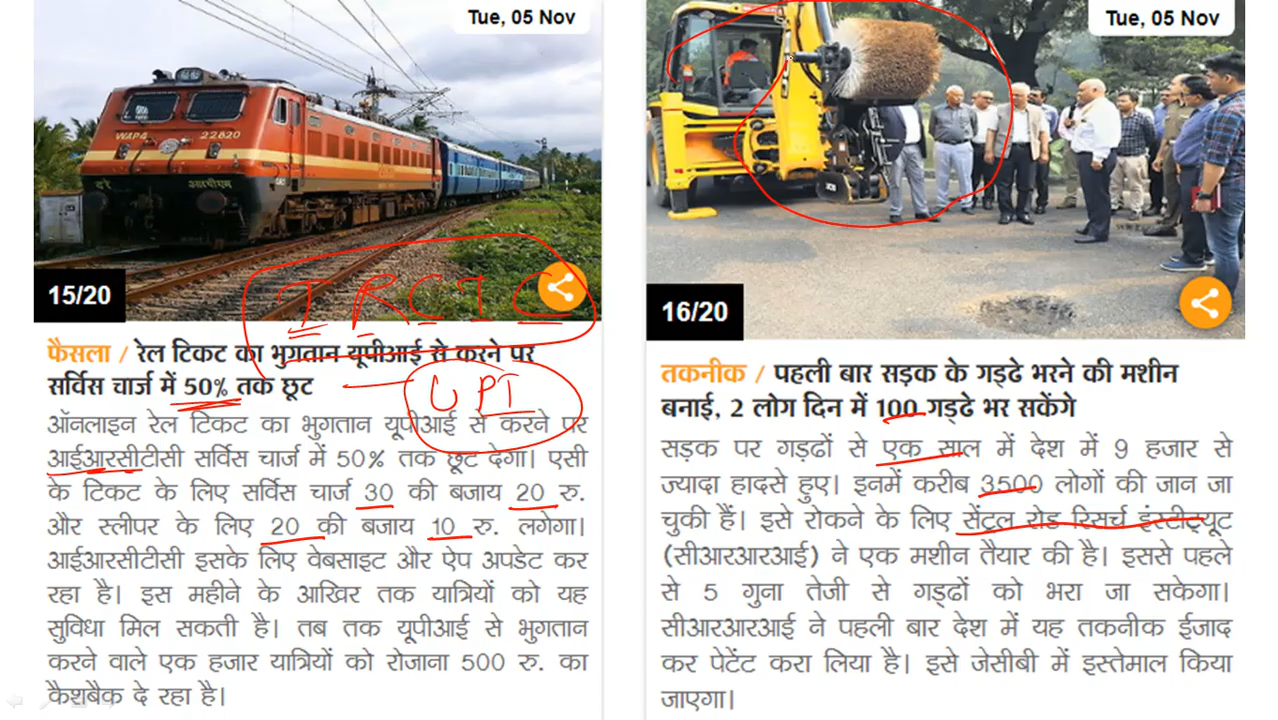 Tue, 05 Nov
WAP4
22820
15/20
I R C T C
फैसला / रेल टिकट का भुगतान यूपीआई से करने पर
सर्विस चार्ज में 50% तक छूट
UPI
ऑनलाइन रेल टिकट का भुगतान यूपीआई से करने पर
आईआरसीटीसी सर्विस चार्ज में 50% तक छूट देगा। एसी
के टिकट के लिए सर्विस चार्ज 30 की बजाय 20 रु.
और स्लीपर के लिए 20 की बजाय 10 रु. लगेगा।
आईआरसीटीसी इसके लिए वेबसाइट और ऐप अपडेट कर
रहा है। इस महीने के आखिर तक यात्रियों को यह
सुविधा मिल सकती है। तब तक यूपीआई से भुगतान
करने वाले एक हजार यात्रियों को रोजाना 500 रु. का
कैशबैक दे रहा है।
Tue, 05 Nov
16/20
तकनीक / पहली बार सड़क के गड्ढे भरने की मशीन
बनाई, 2 लोग दिन में 100 गड्ढे भर सकेंगे
सड़क पर गड्ढों से एक साल में देश में 9 हजार से
ज्यादा हादसे हुए। इनमें करीब 3500 लोगों की जान जा
चुकी हैं। इसे रोकने के लिए सेंट्रल रोड रिसर्च इंस्टीट्यूट
(सीआरआरआई) ने एक मशीन तैयार की है। इससे पहले
से 5 गुना तेजी से गड्ढों को भरा जा सकेगा।
सीआरआरआई ने पहली बार देश में यह तकनीक ईजाद
कर पेटेंट करा लिया है। इसे जेसीबी में इस्तेमाल किया
जाएगा।